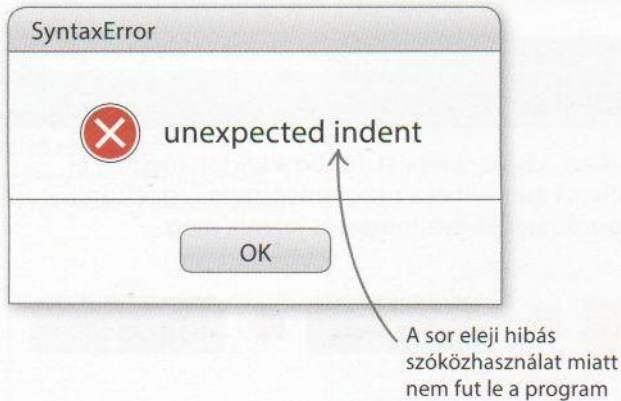 SyntaxError
unexpected indent
OK
A sor eleji hibás
szóközhasználat miatt
nem fut le a program